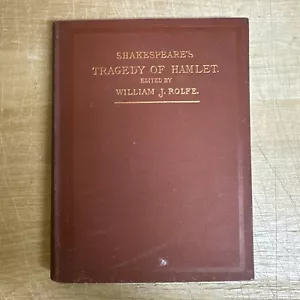 SHAKESPEARE'S
TRAGEDY OF HAMLET.
EDITED BY
WILLIAM J. ROLFE.